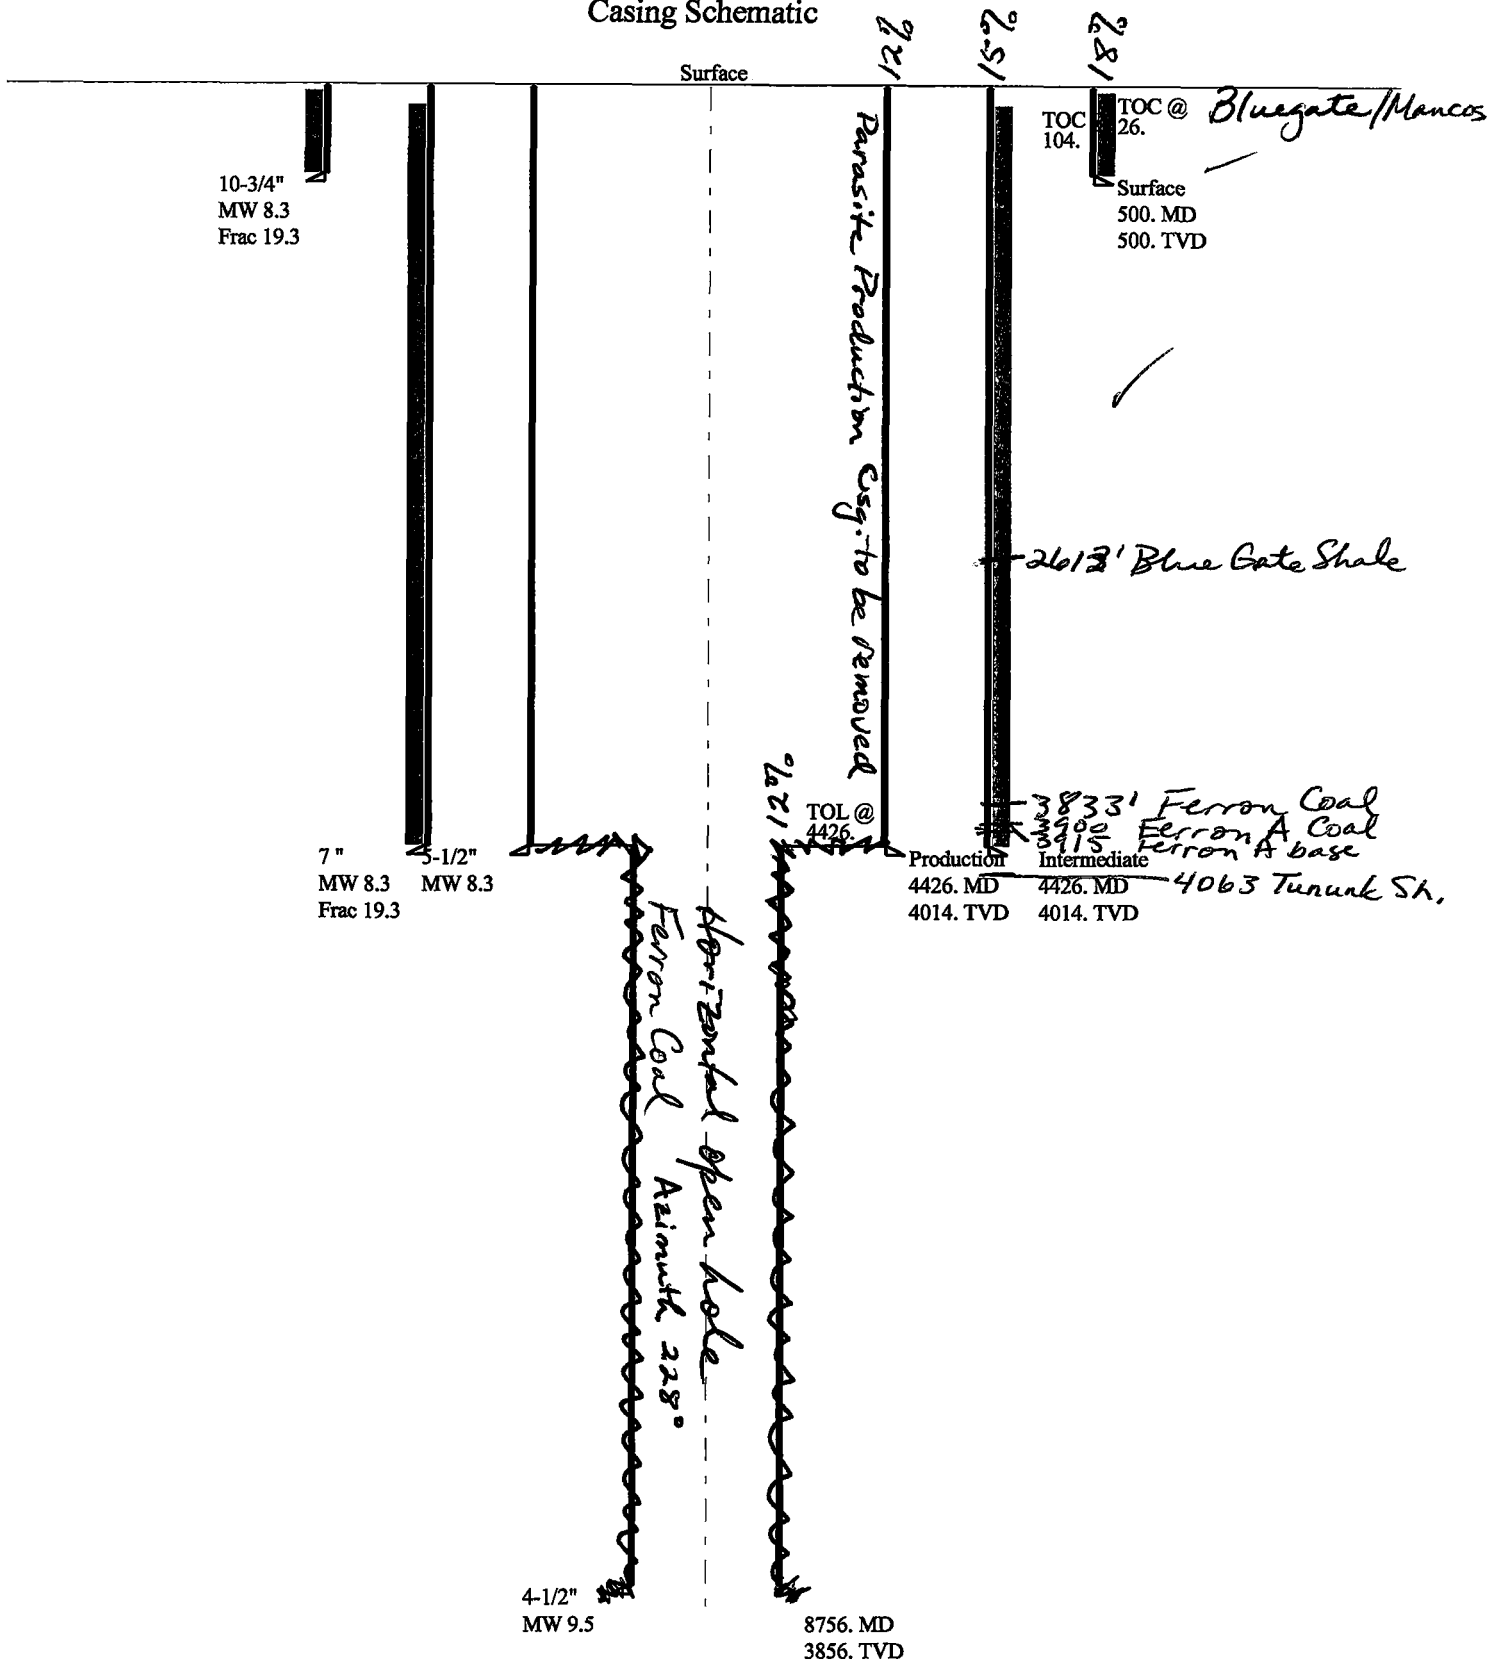 Casing Schematic
Surface
12%
15%
18%
TOC @
26.
Bluegate/Mancos
TOC
104.
10-3/4"
MW 8.3
Frac 19.3
Surface
500. MD
500. TVD
Parasite Production Csg. to be removed
2613' Blue Gate Shale
12%
TOL @
4426.
3833' Ferron Coal
3900 Ferron A Coal
3915 Ferron A base
7 "
MW 8.3
Frac 19.3
5-1/2"
MW 8.3
Production
4426. MD
4014. TVD
Intermediate
4426. MD
4014. TVD
4063 Tununk Sh.
Horizontal open hole
Ferron Coal Azimuth 228°
4-1/2"
MW 9.5
8756. MD
3856. TVD